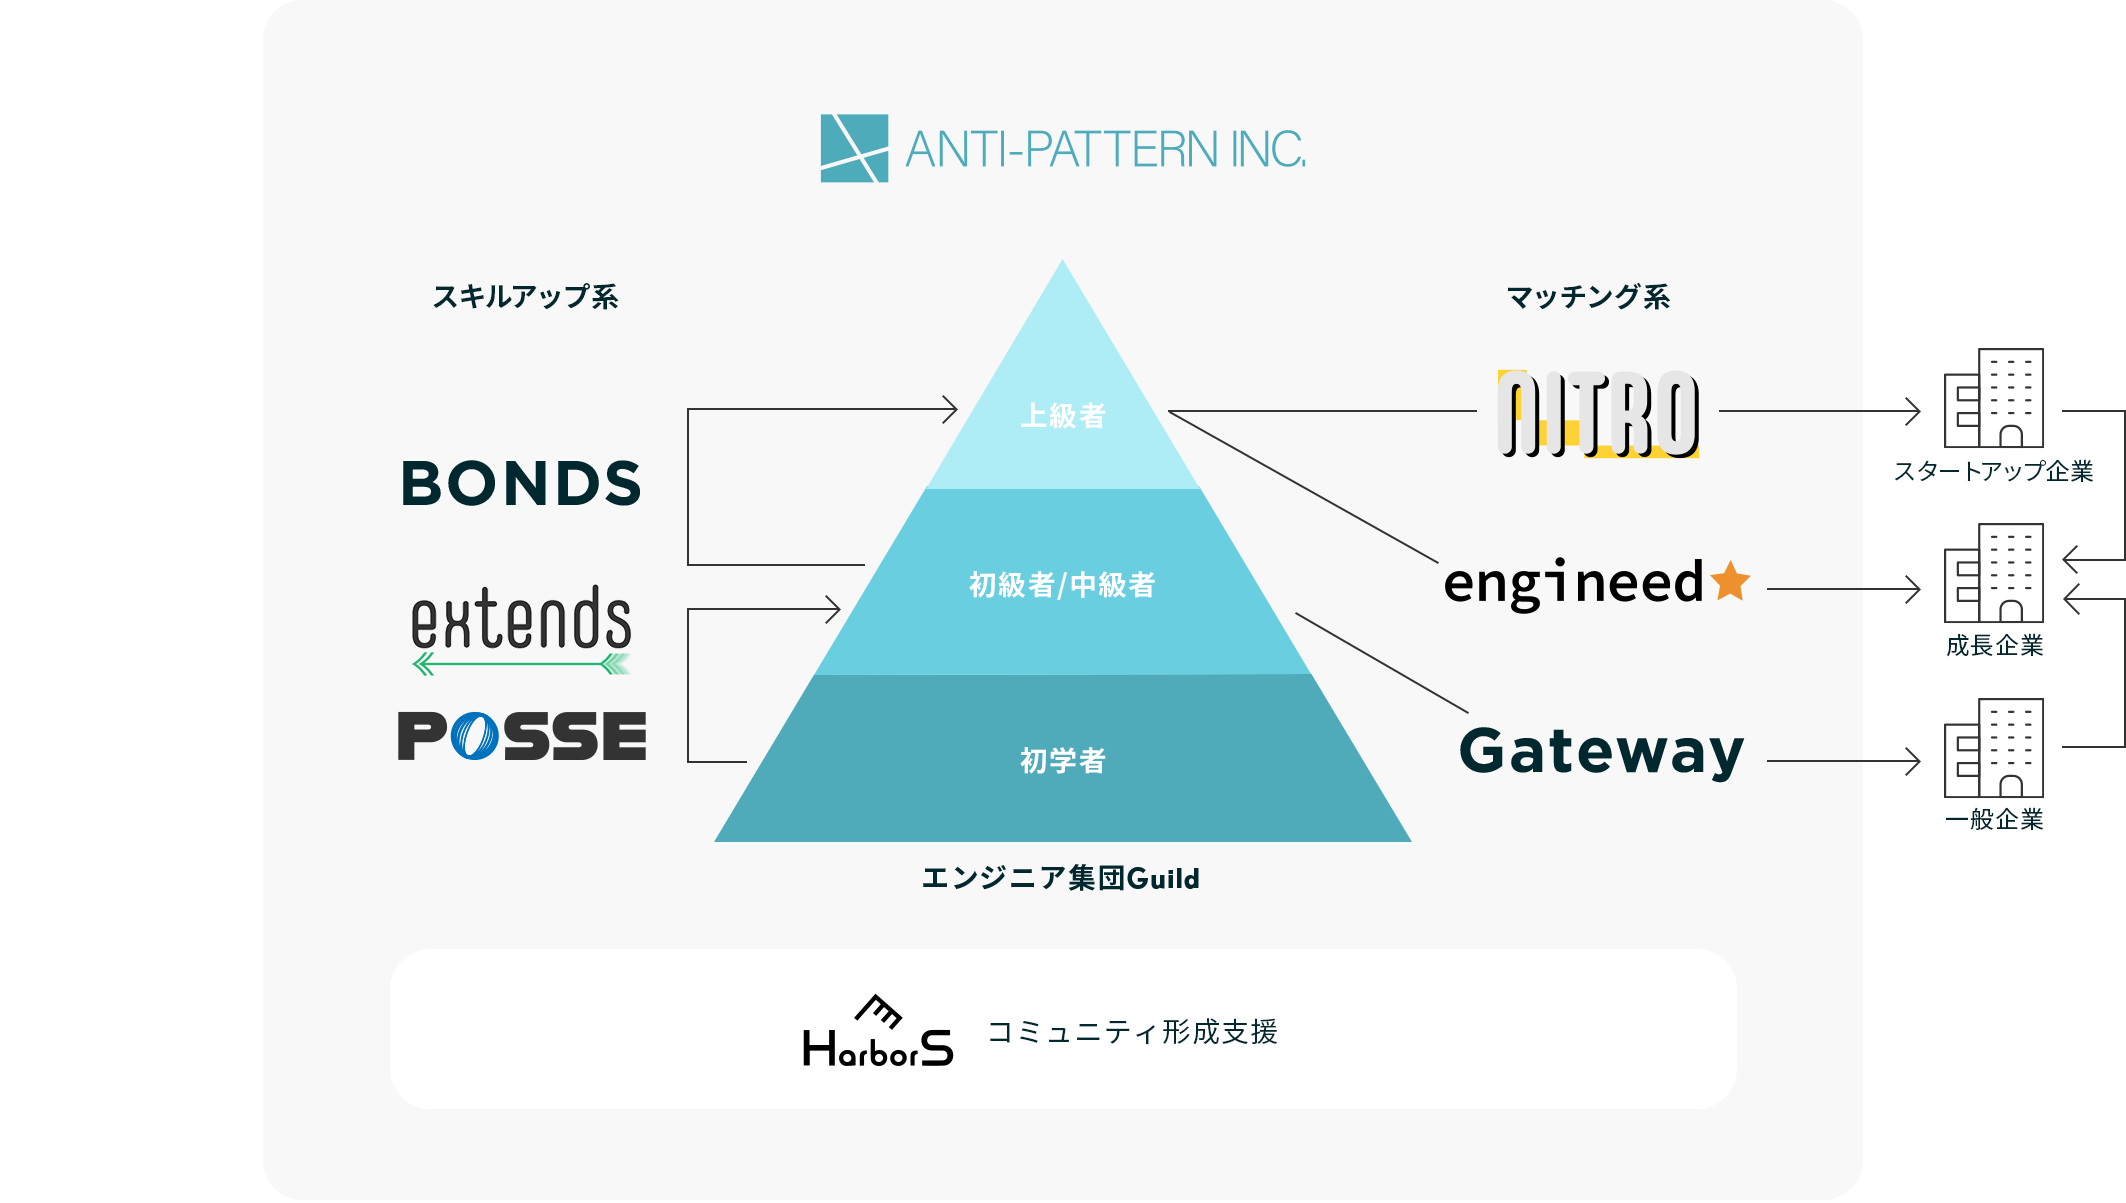 ANTI-PATTERN INC.
スキルアップ系
BONDS
extends
POSSE
上級者
初級者/中級者
初学者
エンジニア集団Guild
マッチング系
NITRO
engineed
Gateway
スタートアップ企業
成長企業
一般企業
HarborS
コミュニティ形成支援